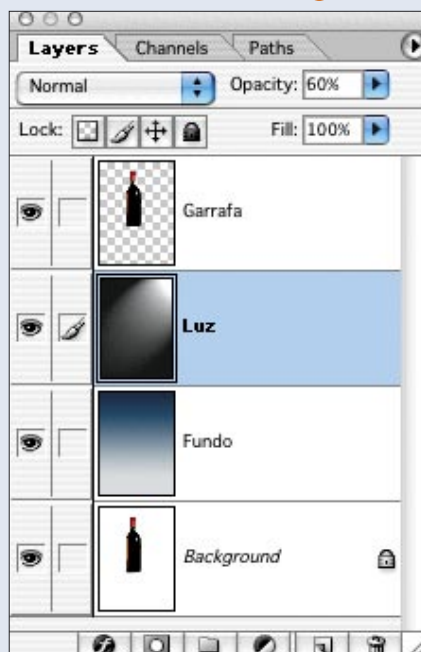 Layers Channels Paths
Normal Opacity: 60%
Lock: Fill: 100%
Garrafa
Luz
Fundo
Background